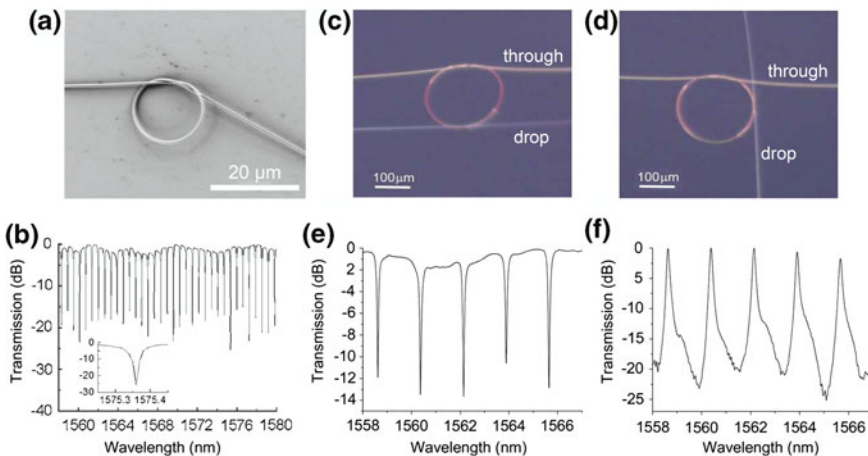 (a)
20 μm
(c)
through
drop
100μm
(d)
through
drop
100μm
(b)
Transmission (dB)
0
-10
-20
-30
-40
0
-10
-20
-30
1575.3 1575.4
1560 1564 1568 1572 1576 1580
Wavelength (nm)
(e)
Transmission (dB)
0
-2
-4
-6
-8
-10
-12
-14
1558 1560 1562 1564 1566
Wavelength (nm)
(f)
Transmission (dB)
0
-5
-10
-15
-20
-25
1558 1560 1562 1564 1566
Wavelength (nm)